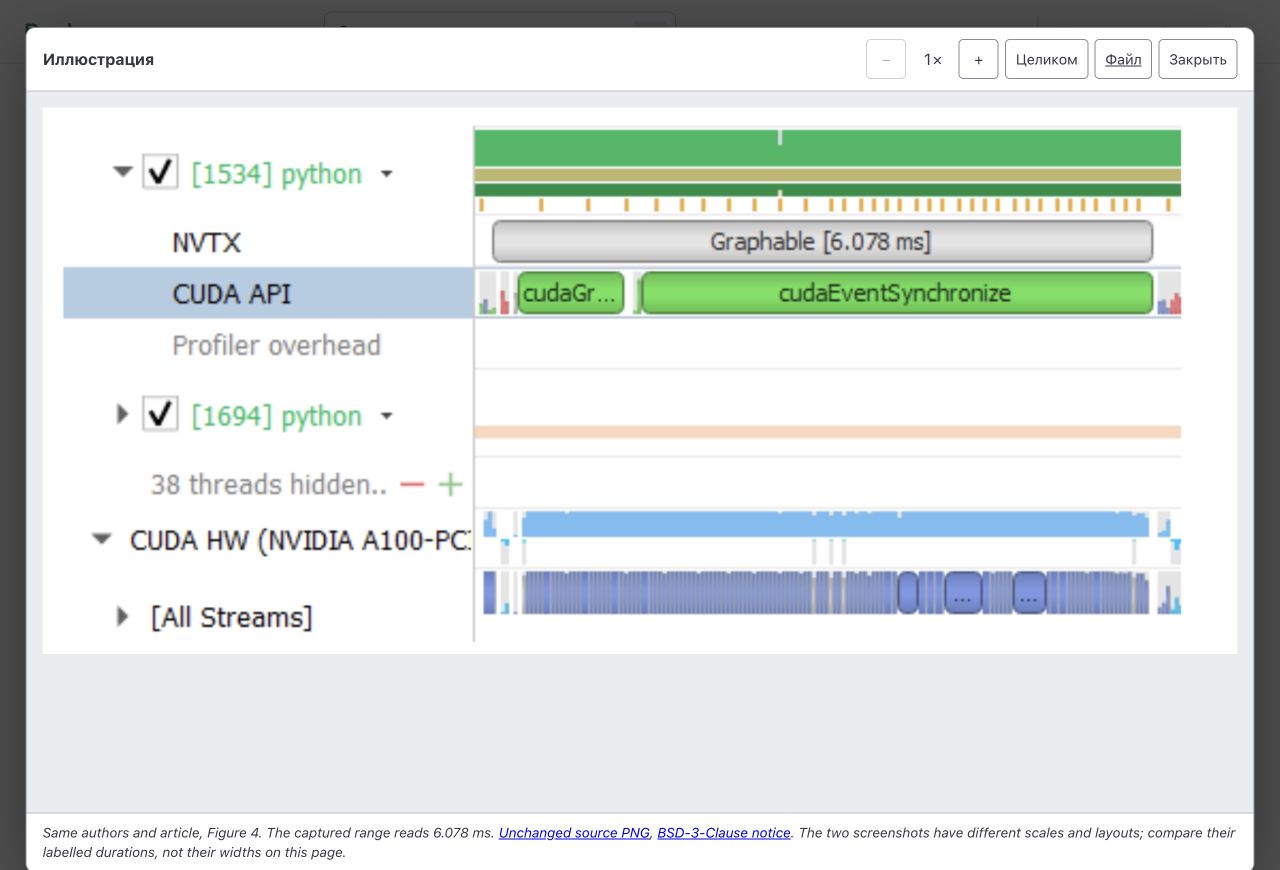 Иллюстрация
− 1× + Целиком Файл Закрыть
[1534] python
NVTX
Graphable [6.078 ms]
CUDA API
cudaGr...
cudaEventSynchronize
Profiler overhead
[1694] python
38 threads hidden..
CUDA HW (NVIDIA A100-PCI
[All Streams]
... ...
Same authors and article, Figure 4. The captured range reads 6.078 ms. Unchanged source PNG, BSD-3-Clause notice. The two screenshots have different scales and layouts; compare their
labelled durations, not their widths on this page.